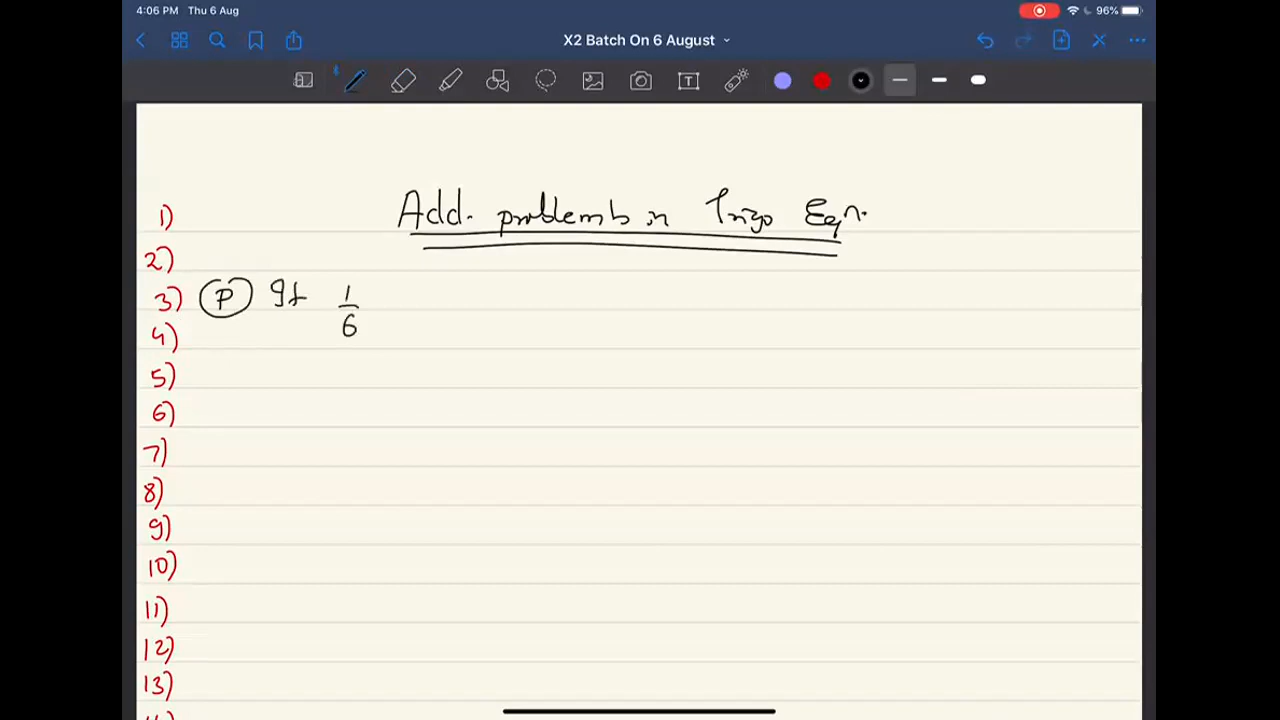 4:06 PM Thu 6 Aug 96%
X2 Batch On 6 August
T
1) Add. problems in Trigo Eqn.
2)
3) P If 1/6
4)
5)
6)
7)
8)
9)
10)
11)
12)
13)